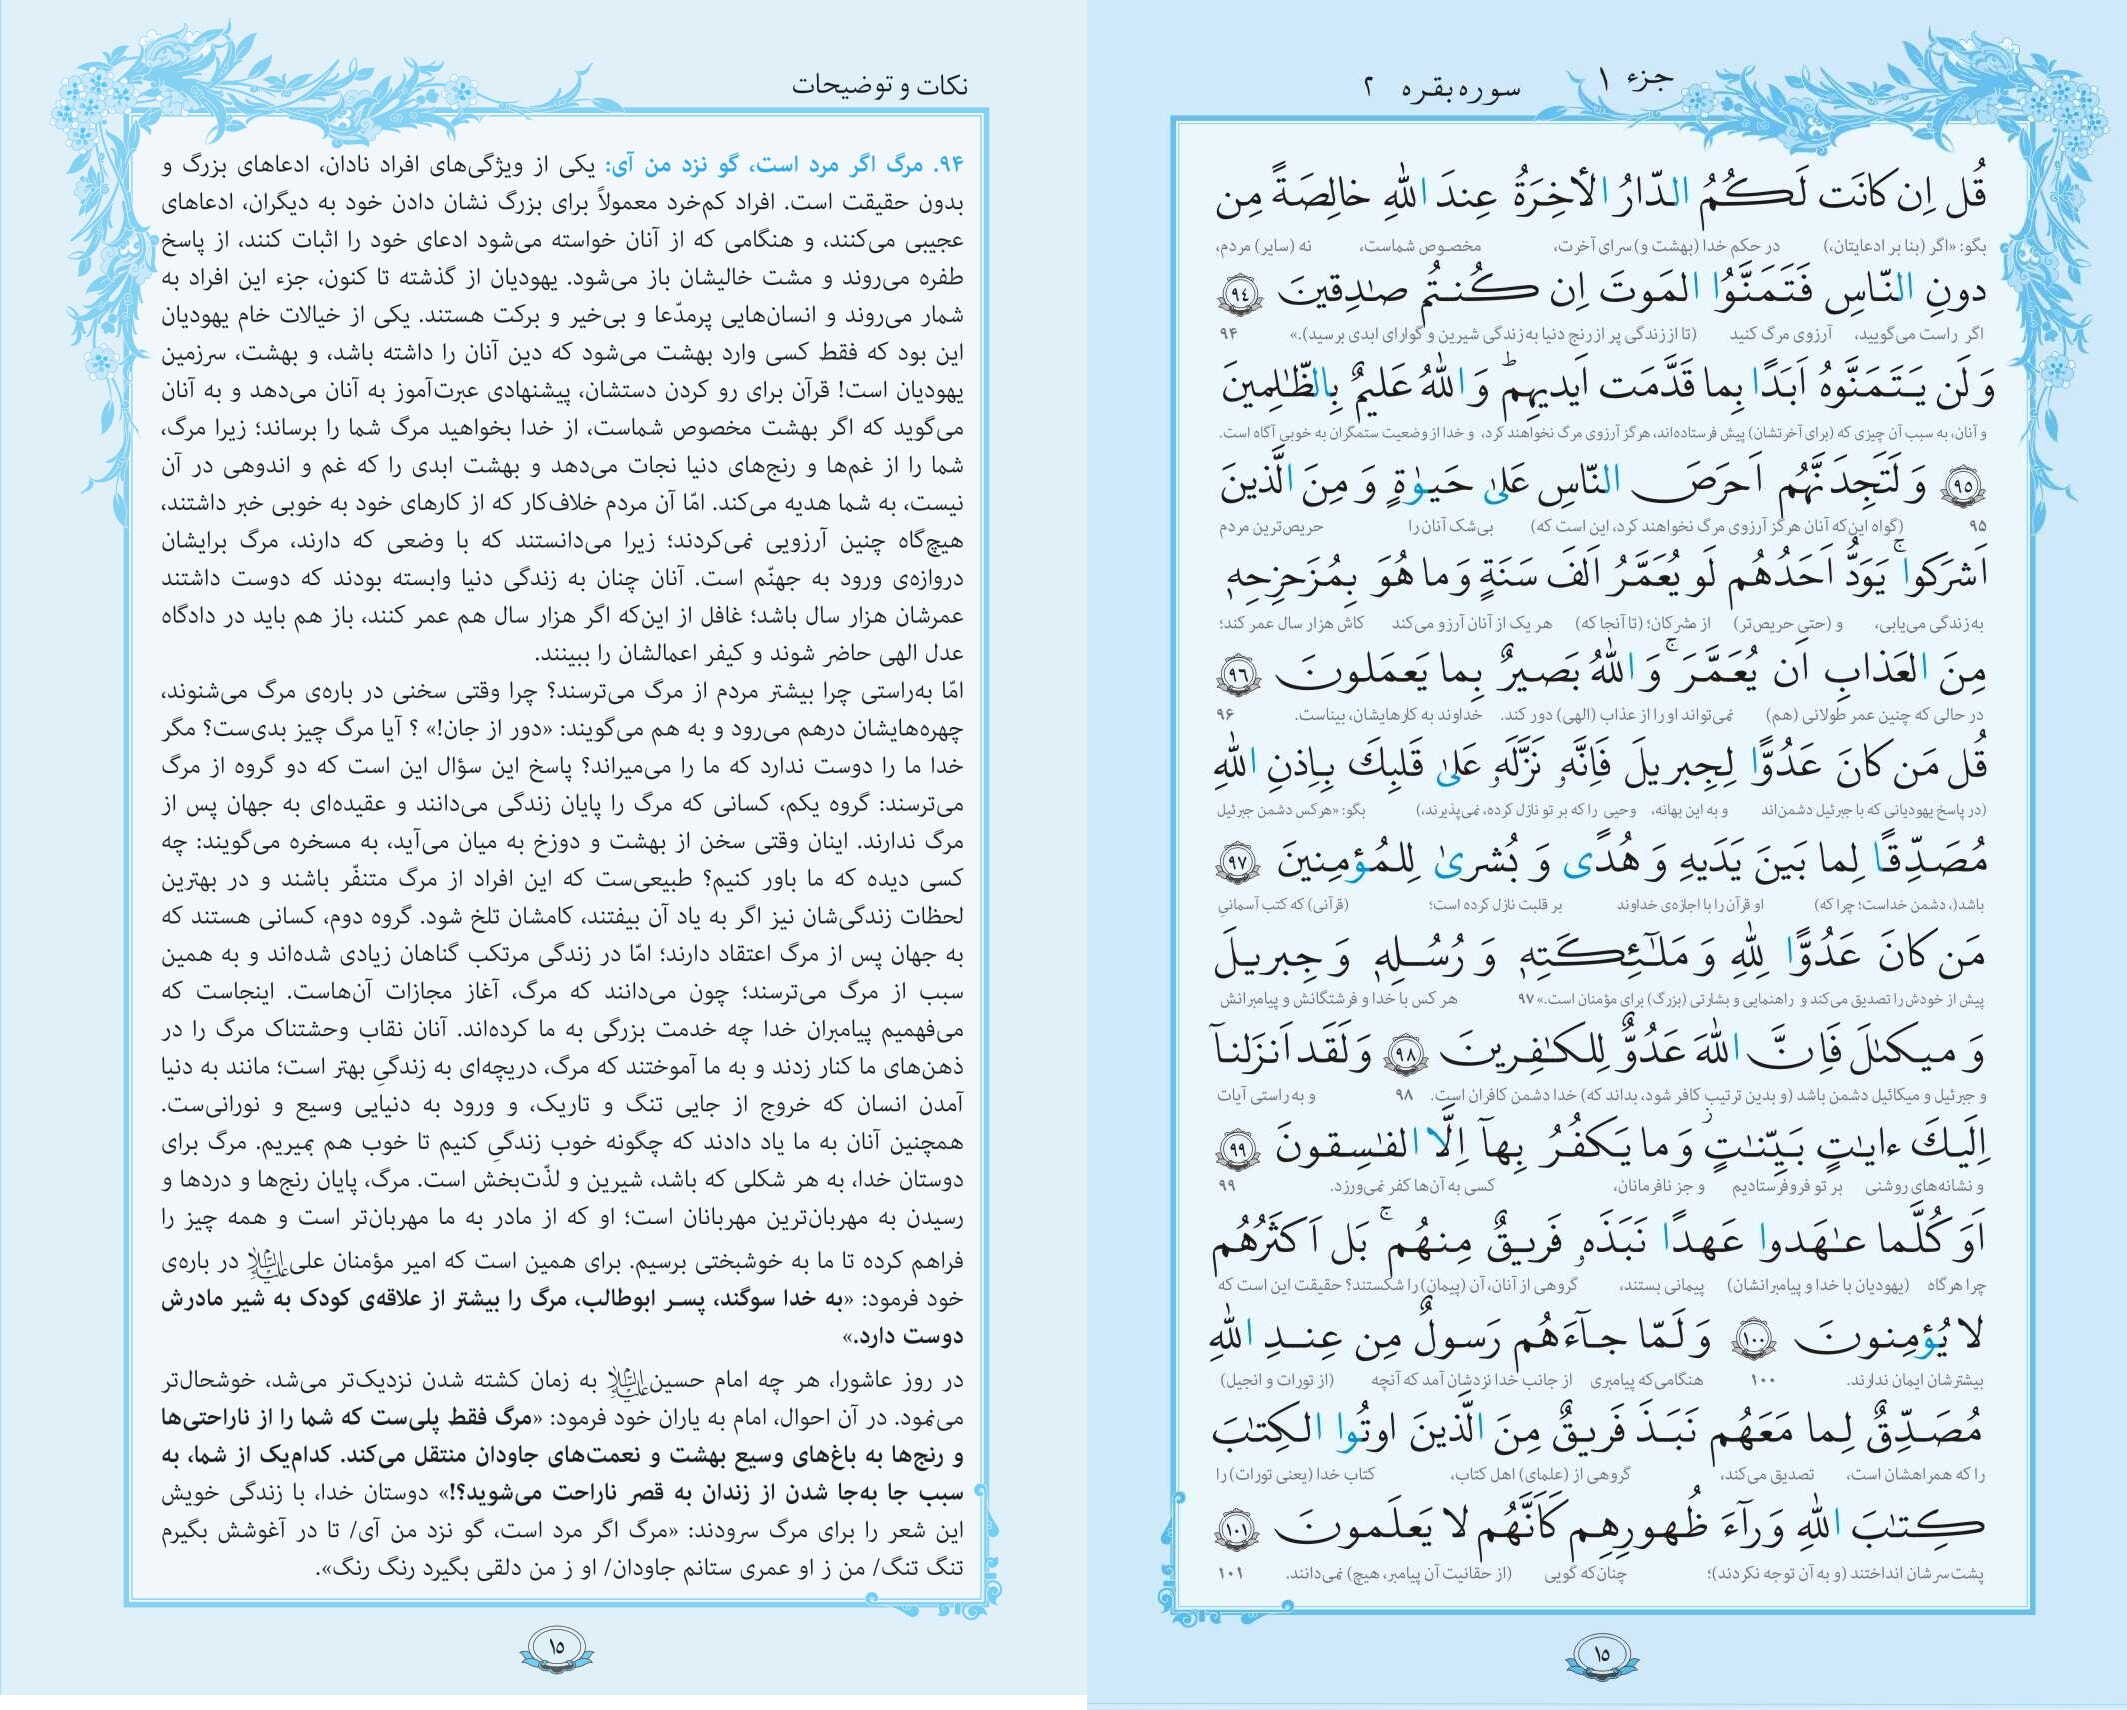 جزء ۱
سوره بقره ۲
قُل اِن كانَت لَكُمُ الدّارُ الأخِرَةُ عِندَ اللّٰهِ خالِصَةً مِن
بگو: «اگر (بنا بر ادعایتان،) در حکم خدا (بهشت و) سرای آخرت، مخصوص شماست، نه (سایر) مردم،
دونِ النّاسِ فَتَمَنَّوُا المَوتَ اِن كُنتُم صٰدِقينَ ﴿٩٤﴾
اگر راست می‌گویید، آرزوی مرگ کنید (تا از زندگی پر از رنج دنیا به زندگی شیرین و گوارای ابدی برسید).» ۹۴
وَ لَن يَتَمَنَّوهُ اَبَدًا بِما قَدَّمَت اَيديهِم ۗ وَ اللّٰهُ عَليمٌ بِالظّٰلِمينَ
و آنان، به سبب آن چیزی که (برای آخرتشان) پیش فرستاده‌اند، هرگز آرزوی مرگ نخواهند کرد، و خدا از وضعیت ستمگران به خوبی آگاه است.
﴿٩٥﴾ وَ لَتَجِدَنَّهُم اَحرَصَ النّاسِ عَلىٰ حَيوٰةٍ وَ مِنَ الَّذينَ
۹۵ (گواه این‌که آنان هرگز آرزوی مرگ نخواهند کرد، این است که) بی‌شک آنان را حریص‌ترین مردم
اَشرَكوا ۚ يَوَدُّ اَحَدُهُم لَو يُعَمَّرُ اَلفَ سَنَةٍ وَ ما هُوَ بِمُزَحزِحِهٖ
به زندگی می‌یابی، و (حتی حریص‌تر) از مشرکان؛ (تا آنجا که) هر یک از آنان آرزو می‌کند کاش هزار سال عمر کند؛
مِنَ العَذابِ اَن يُعَمَّرَ ۚ وَ اللّٰهُ بَصيرٌ بِما يَعمَلونَ ﴿٩٦﴾
در حالی که چنین عمر طولانی (هم) نمی‌تواند او را از عذاب (الهی) دور کند. خداوند به کارهایشان، بیناست. ۹۶
قُل مَن كانَ عَدُوًّا لِجِبريلَ فَاِنَّهٗ نَزَّلَهٗ عَلىٰ قَلبِكَ بِاِذنِ اللّٰهِ
(در پاسخ یهودیانی که با جبرئیل دشمن‌اند و به این بهانه، وحیی را که بر تو نازل کرده، نمی‌پذیرند،) بگو: «هر کس دشمن جبرئیل
مُصَدِّقًا لِما بَينَ يَدَيهِ وَ هُدًى وَ بُشرىٰ لِلمُؤمِنينَ ﴿٩٧﴾
باشد(، دشمن خداست؛ چرا که) او قرآن را با اجازه‌ی خداوند بر قلبت نازل کرده است؛ (قرآنی) که کتب آسمانیِ
مَن كانَ عَدُوًّا لِلّٰهِ وَ مَلٰٓئِكَتِهٖ وَ رُسُلِهٖ وَ جِبريلَ
پیش از خودش را تصدیق می‌کند و راهنمایی و بشارتی (بزرگ) برای مؤمنان است.» ۹۷ هر کس با خدا و فرشتگانش و پیامبرانش
وَ ميكىٰلَ فَاِنَّ اللّٰهَ عَدُوٌّ لِلكٰفِرينَ ﴿٩٨﴾ وَ لَقَد اَنزَلنآ
و جبرئیل و میکائیل دشمن باشد (و بدین ترتیب کافر شود، بداند که) خدا دشمن کافران است. ۹۸ و به راستی آیات
اِلَيكَ ءايٰتٍ بَيِّنٰتٍ ۖ وَ ما يَكفُرُ بِهآ اِلَّا الفٰسِقونَ ﴿٩٩﴾
و نشانه‌های روشنی بر تو فرو فرستادیم و جز نافرمانان، کسی به آن‌ها کفر نمی‌ورزد. ۹۹
اَوَ كُلَّما عٰهَدوا عَهدًا نَبَذَهٗ فَريقٌ مِنهُم ۚ بَل اَكثَرُهُم
چرا هر گاه (یهودیان با خدا و پیامبرانشان) پیمانی بستند، گروهی از آنان، آن (پیمان) را شکستند؟ حقیقت این است که
لا يُؤمِنونَ ﴿١٠٠﴾ وَ لَمّا جآءَهُم رَسولٌ مِن عِندِ اللّٰهِ
بیشترشان ایمان ندارند. ۱۰۰ هنگامی‌که پیامبری از جانب خدا نزدشان آمد که آنچه (از تورات و انجیل)
مُصَدِّقٌ لِما مَعَهُم نَبَذَ فَريقٌ مِنَ الَّذينَ اوتُوا الكِتٰبَ
را که همراهشان است، تصدیق می‌کند، گروهی از (علمای) اهل کتاب، کتاب خدا (یعنی تورات) را
كِتٰبَ اللّٰهِ وَرآءَ ظُهورِهِم كَاَنَّهُم لا يَعلَمونَ ﴿١٠١﴾
پشت سرشان انداختند (و به آن توجه نکردند)؛ چنان‌که گویی (از حقانیت آن پیامبر، هیچ) نمی‌دانند. ۱۰۱
۱۵
نکات و توضیحات
۹۴. مرگ اگر مرد است، گو نزد من آی: یکی از ویژگی‌های افراد نادان، ادعاهای بزرگ و
بدون حقیقت است. افراد کم‌خرد معمولاً برای بزرگ نشان دادن خود به دیگران، ادعاهای
عجیبی می‌کنند، و هنگامی که از آنان خواسته می‌شود ادعای خود را اثبات کنند، از پاسخ
طفره می‌روند و مشت خالیشان باز می‌شود. یهودیان از گذشته تا کنون، جزء این افراد به
شمار می‌روند و انسان‌هایی پرمدّعا و بی‌خیر و برکت هستند. یکی از خیالات خام یهودیان
این بود که فقط کسی وارد بهشت می‌شود که دین آنان را داشته باشد، و بهشت، سرزمین
یهودیان است! قرآن برای رو کردن دستشان، پیشنهادی عبرت‌آموز به آنان می‌دهد و به آنان
می‌گوید که اگر بهشت مخصوص شماست، از خدا بخواهید مرگ شما را برساند؛ زیرا مرگ،
شما را از غم‌ها و رنج‌های دنیا نجات می‌دهد و بهشت ابدی را که غم و اندوهی در آن
نیست، به شما هدیه می‌کند. امّا آن مردم خلاف‌کار که از کارهای خود به خوبی خبر داشتند،
هیچ‌گاه چنین آرزویی نمی‌کردند؛ زیرا می‌دانستند که با وضعی که دارند، مرگ برایشان
دروازه‌ی ورود به جهنّم است. آنان چنان به زندگی دنیا وابسته بودند که دوست داشتند
عمرشان هزار سال باشد؛ غافل از این‌که اگر هزار سال هم عمر کنند، باز هم باید در دادگاه
عدل الهی حاضر شوند و کیفر اعمالشان را ببینند.
امّا به‌راستی چرا بیشتر مردم از مرگ می‌ترسند؟ چرا وقتی سخنی در باره‌ی مرگ می‌شنوند،
چهره‌هایشان درهم می‌رود و به هم می‌گویند: «دور از جان!» ؟ آیا مرگ چیز بدی‌ست؟ مگر
خدا ما را دوست ندارد که ما را می‌میراند؟ پاسخ این سؤال این است که دو گروه از مرگ
می‌ترسند: گروه یکم، کسانی که مرگ را پایان زندگی می‌دانند و عقیده‌ای به جهان پس از
مرگ ندارند. اینان وقتی سخن از بهشت و دوزخ به میان می‌آید، به مسخره می‌گویند: چه
کسی دیده که ما باور کنیم؟ طبیعی‌ست که این افراد از مرگ متنفّر باشند و در بهترین
لحظات زندگی‌شان نیز اگر به یاد آن بیفتند، کامشان تلخ شود. گروه دوم، کسانی هستند که
به جهان پس از مرگ اعتقاد دارند؛ امّا در زندگی مرتکب گناهان زیادی شده‌اند و به همین
سبب از مرگ می‌ترسند؛ چون می‌دانند که مرگ، آغاز مجازات آن‌هاست. اینجاست که
می‌فهمیم پیامبران خدا چه خدمت بزرگی به ما کرده‌اند. آنان نقاب وحشتناک مرگ را در
ذهن‌های ما کنار زدند و به ما آموختند که مرگ، دریچه‌ای به زندگیِ بهتر است؛ مانند به دنیا
آمدن انسان که خروج از جایی تنگ و تاریک، و ورود به دنیایی وسیع و نورانی‌ست.
همچنین آنان به ما یاد دادند که چگونه خوب زندگی کنیم تا خوب هم بمیریم. مرگ برای
دوستان خدا، به هر شکلی که باشد، شیرین و لذّت‌بخش است. مرگ، پایان رنج‌ها و دردها و
رسیدن به مهربان‌ترین مهربانان است؛ او که از مادر به ما مهربان‌تر است و همه چیز را
فراهم کرده تا ما به خوشبختی برسیم. برای همین است که امیر مؤمنان علی علیه‌السلام در باره‌ی
خود فرمود: «به خدا سوگند، پسر ابوطالب، مرگ را بیشتر از علاقه‌ی کودک به شیر مادرش
دوست دارد.»
در روز عاشورا، هر چه امام حسین علیه‌السلام به زمان کشته شدن نزدیک‌تر می‌شد، خوشحال‌تر
می‌نمود. در آن احوال، امام به یاران خود فرمود: «مرگ فقط پلی‌ست که شما را از ناراحتی‌ها
و رنج‌ها به باغ‌های وسیع بهشت و نعمت‌های جاودان منتقل می‌کند. کدام‌یک از شما، به
سبب جا به‌جا شدن از زندان به قصر ناراحت می‌شوید؟!» دوستان خدا، با زندگی خویش
این شعر را برای مرگ سرودند: «مرگ اگر مرد است، گو نزد من آی/ تا در آغوشش بگیرم
تنگ تنگ/ من ز او عمری ستانم جاودان/ او ز من دلقی بگیرد رنگ رنگ».
۱۵